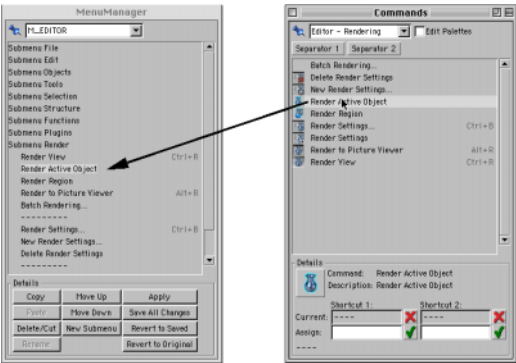 MenuManager
M_EDITOR
Submenu File
Submenu Edit
Submenu Objects
Submenu Tools
Submenu Selection
Submenu Structure
Submenu Functions
Submenu Plugins
Submenu Render
Render View Ctrl+R
Render Active Object
Render Region
Render to Picture Viewer Alt+R
Batch Rendering...
---------
Render Settings... Ctrl+B
New Render Settings...
Delete Render Settings
---------
Details
Copy Move Up Apply
Paste Move Down Save All Changes
Delete/Cut New Submenu Revert to Saved
Rename Revert to Original
Commands
Editor - Rendering Edit Palettes
Separator 1 Separator 2
Batch Rendering...
Delete Render Settings
New Render Settings...
Render Active Object
Render Region
Render Settings... Ctrl+B
Render to Picture Viewer Alt+R
Render View Ctrl+R
Details
Command: Render Active Object
Description: Render Active Object
Shortcut 1: Shortcut 2:
Current: ---- ----
Assign:
----